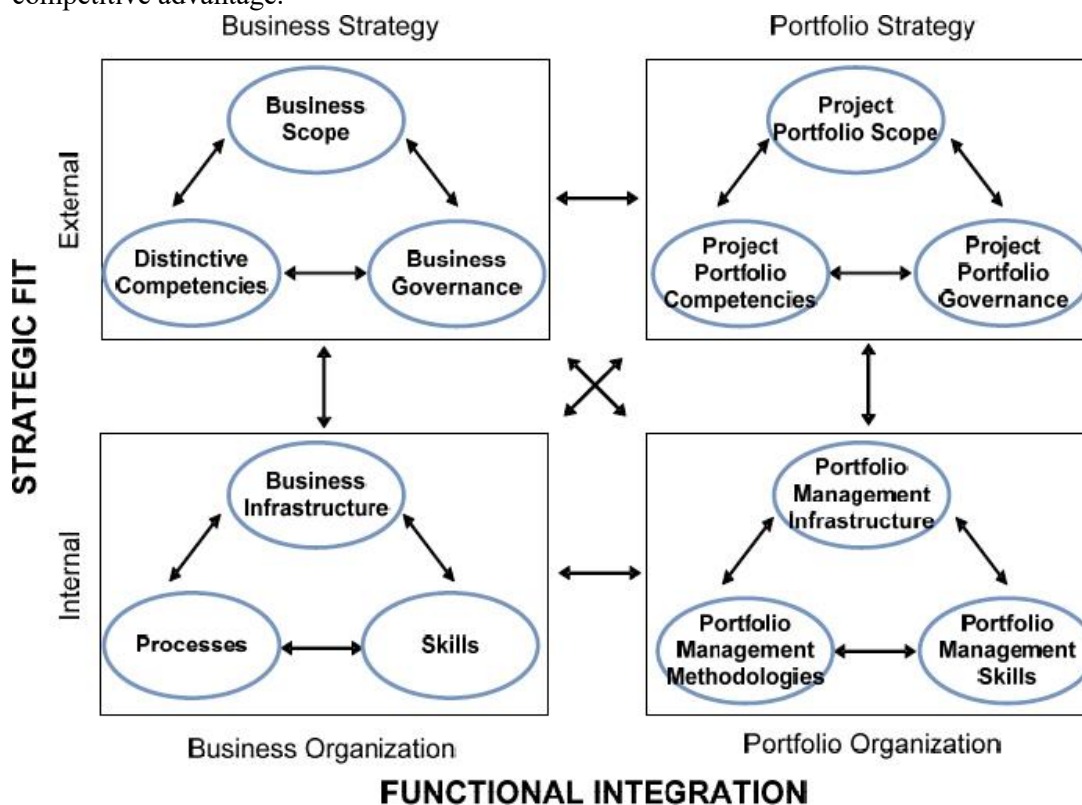 competitive advantage.
Business Strategy
Portfolio Strategy
STRATEGIC FIT
External
Internal
Business
Scope
Distinctive
Competencies
Business
Governance
Project
Portfolio Scope
Project
Portfolio
Competencies
Project
Portfolio
Governance
Business
Infrastructure
Processes
Skills
Portfolio
Management
Infrastructure
Portfolio
Management
Methodologies
Portfolio
Management
Skills
Business Organization
Portfolio Organization
FUNCTIONAL INTEGRATION